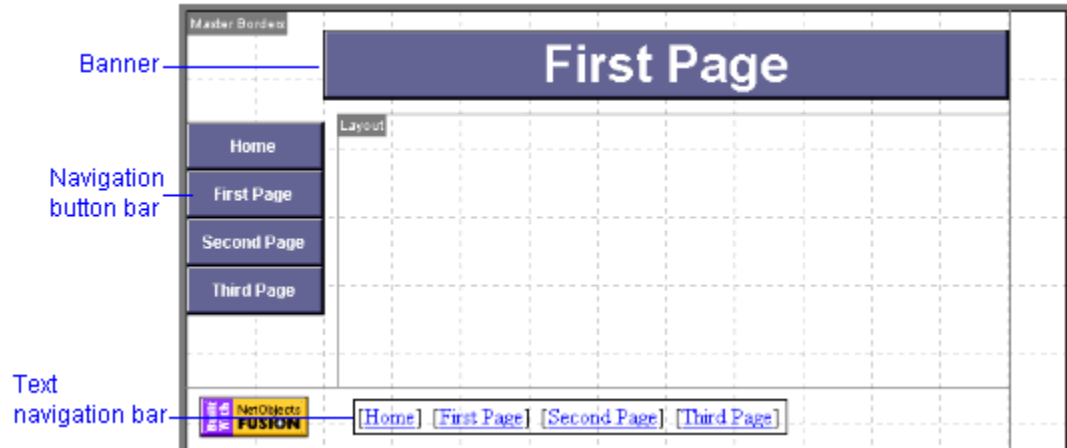 Master Borders
Banner
First Page
Layout
Home
Navigation
button bar
First Page
Second Page
Third Page
Text
navigation bar
NetObjects
FUSION
[Home] [First Page] [Second Page] [Third Page]